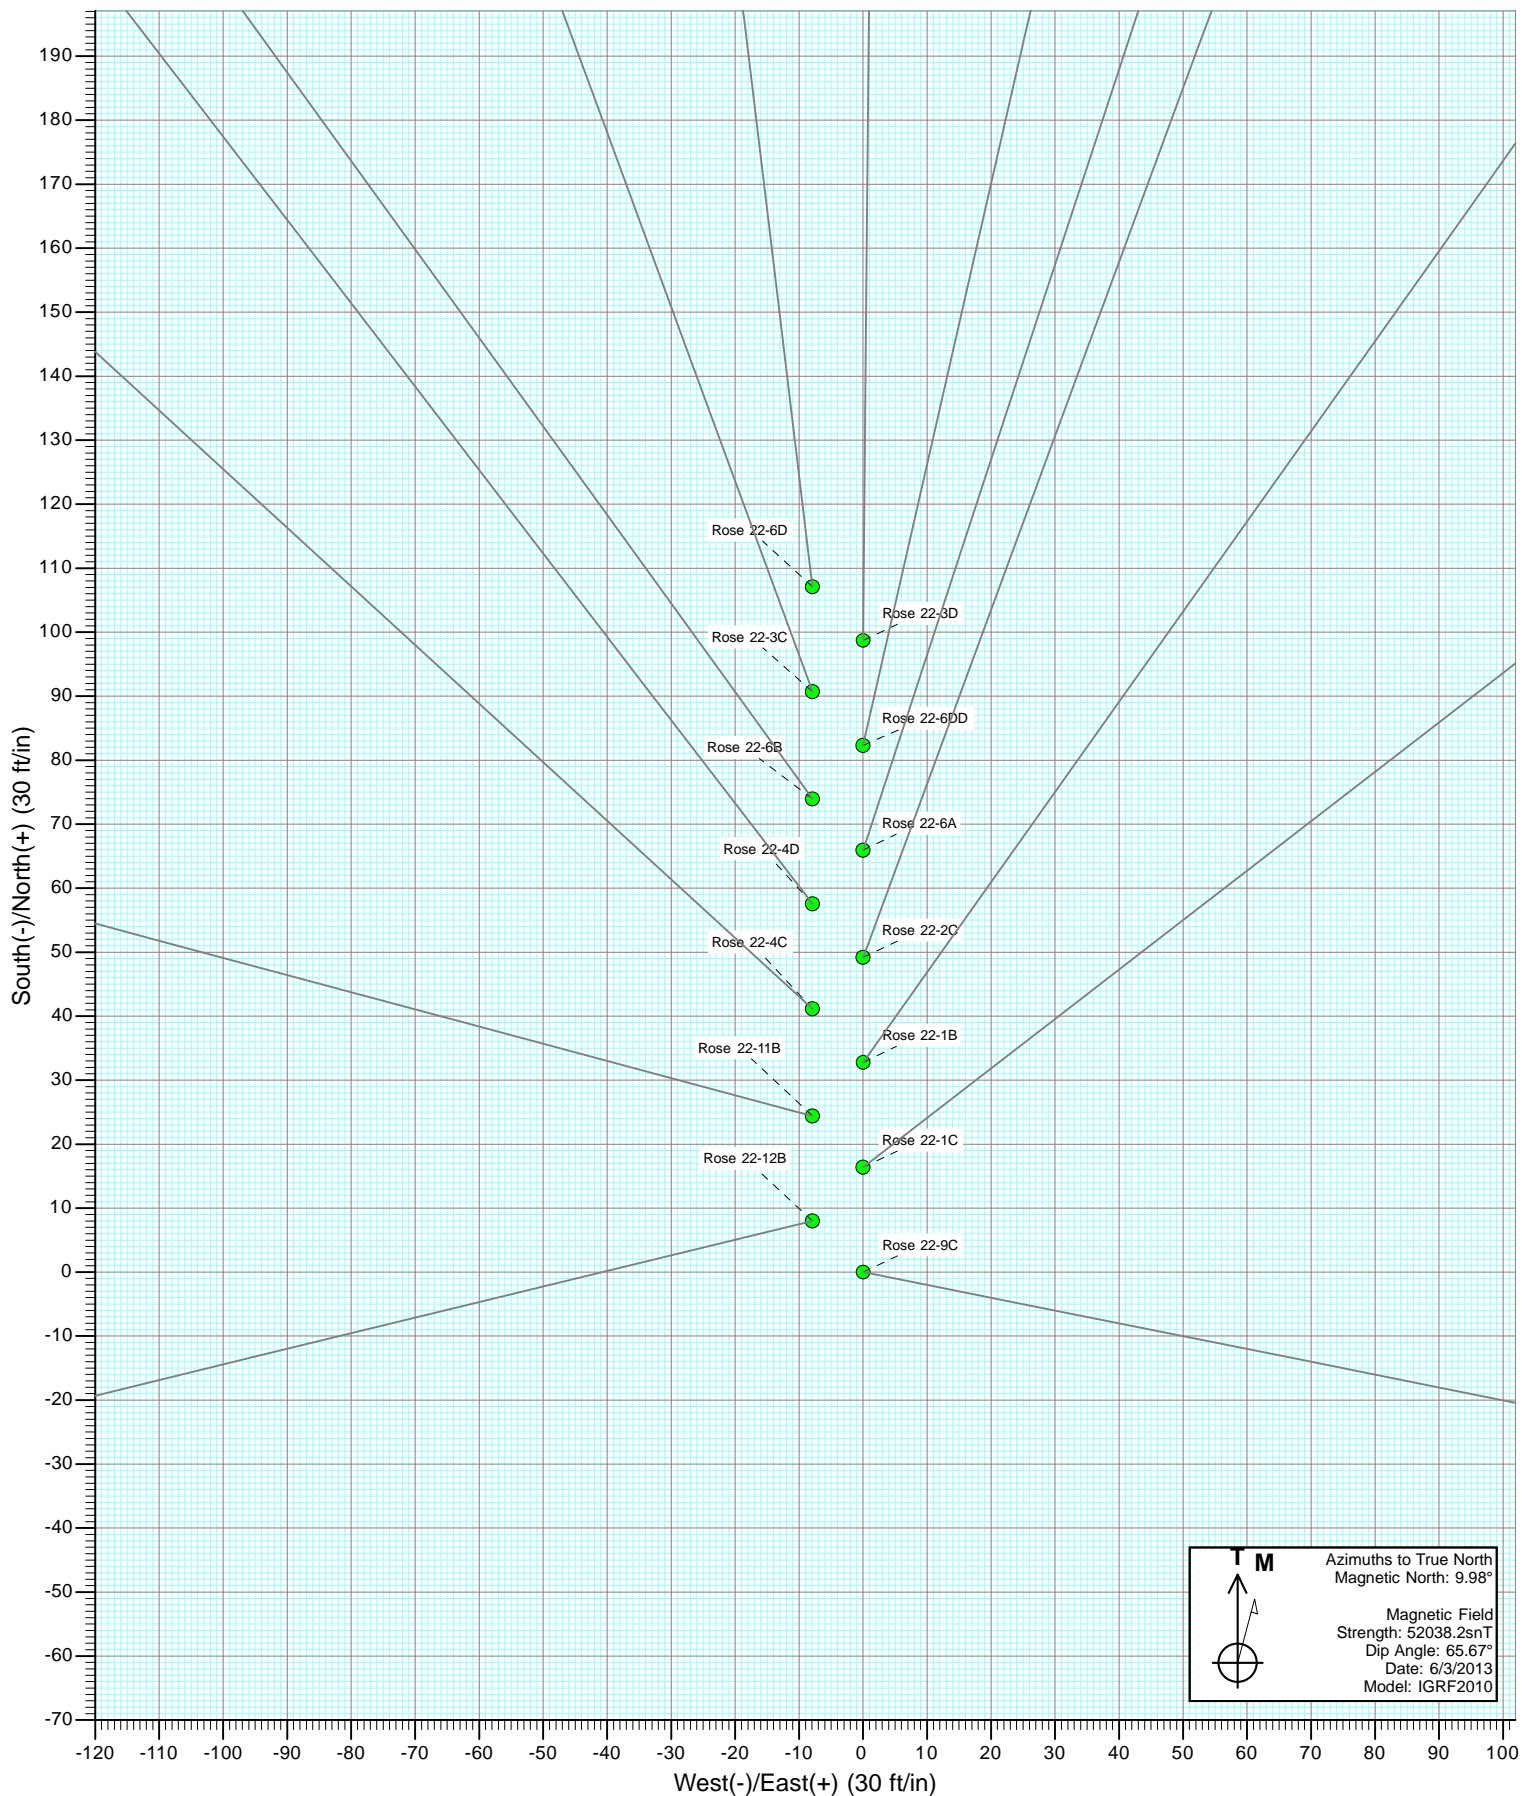 190
180
170
160
150
140
130
120
110
100
90
80
70
60
50
40
30
20
10
0
-10
-20
-30
-40
-50
-60
-70
South(-)/North(+) (30 ft/in)
Rose 22-6D
Rose 22-3D
Rose 22-3C
Rose 22-6DD
Rose 22-6B
Rose 22-6A
Rose 22-4D
Rose 22-2C
Rose 22-4C
Rose 22-1B
Rose 22-11B
Rose 22-1C
Rose 22-12B
Rose 22-9C
T M
Azimuths to True North
Magnetic North: 9.98°
Magnetic Field
Strength: 52038.2snT
Dip Angle: 65.67°
Date: 6/3/2013
Model: IGRF2010
-120 -110 -100 -90 -80 -70 -60 -50 -40 -30 -20 -10 0 10 20 30 40 50 60 70 80 90 100
West(-)/East(+) (30 ft/in)